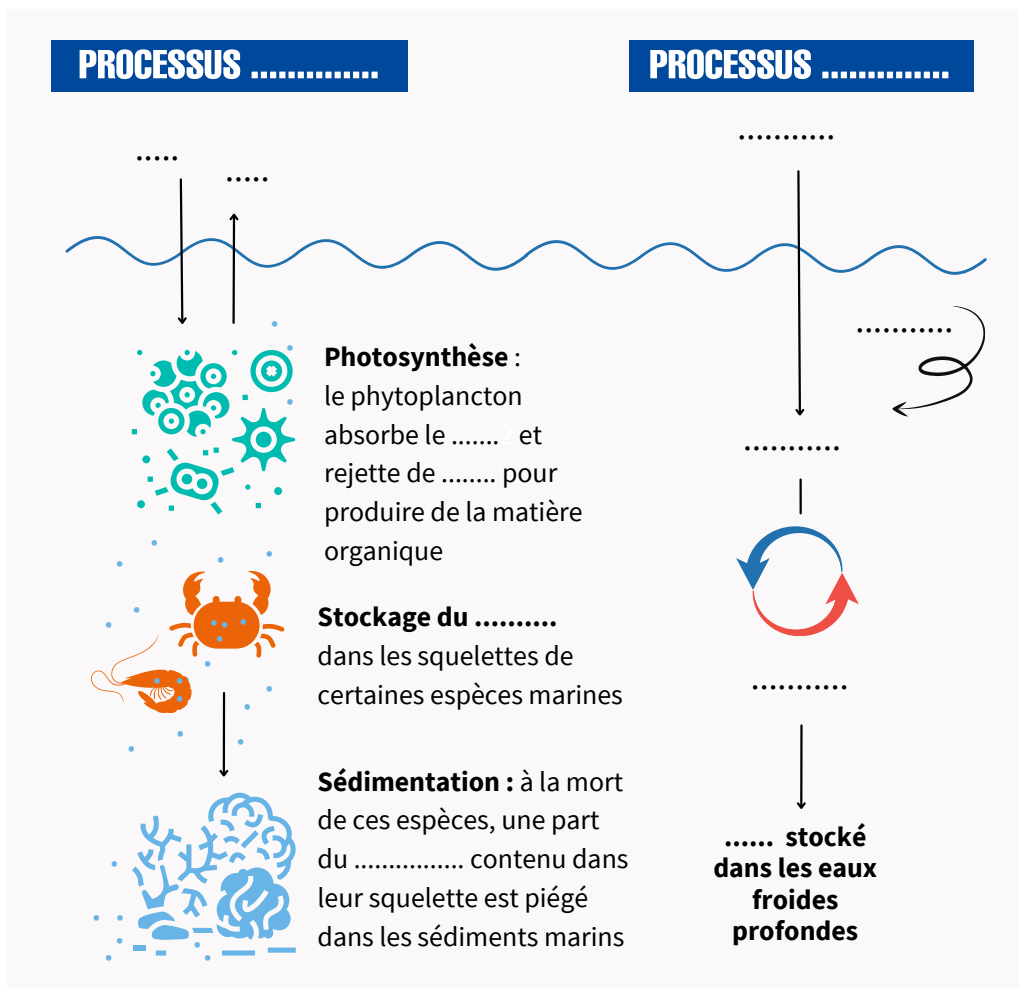 PROCESSUS ..............
.....
.....
Photosynthèse :
le phytoplancton
absorbe le .......2 et
rejette de ........ pour
produire de la matière
organique
Stockage du ..........
dans les squelettes de
certaines espèces marines
Sédimentation : à la mort
de ces espèces, une part
du ................ contenu dans
leur squelette est piégé
dans les sédiments marins
PROCESSUS ..............
...........
...........
...........
...........
...... stocké
dans les eaux
froides
profondes